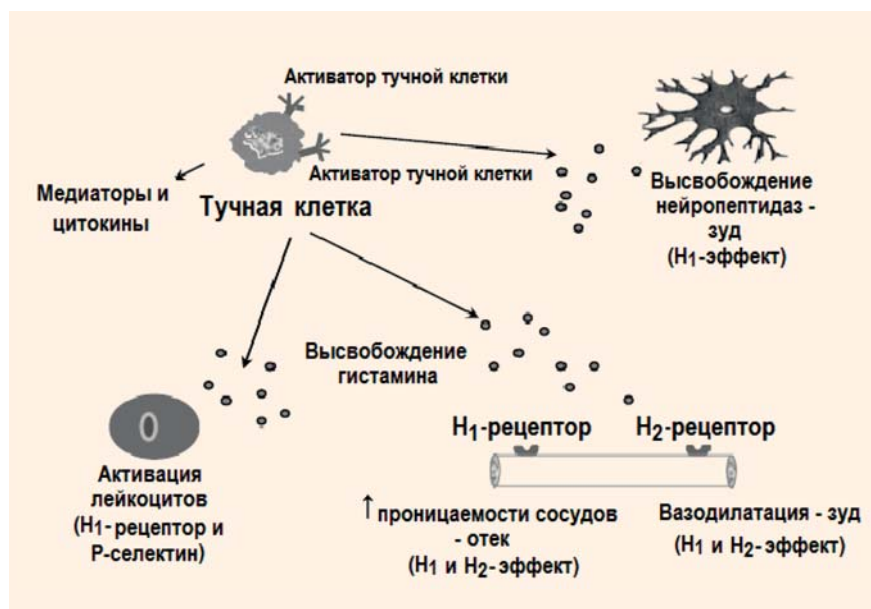 Активатор тучной клетки
Активатор тучной клетки
Медиаторы и
цитокины
Тучная клетка
Высвобождение
нейропептидаз -
зуд
(H1-эффект)
Высвобождение
гистамина
H1-рецептор
H2-рецептор
Активация
лейкоцитов
(H1-рецептор и
Р-селектин)
↑ проницаемости сосудов
- отек
(H1 и H2-эффект)
Вазодилатация - зуд
(H1 и H2-эффект)